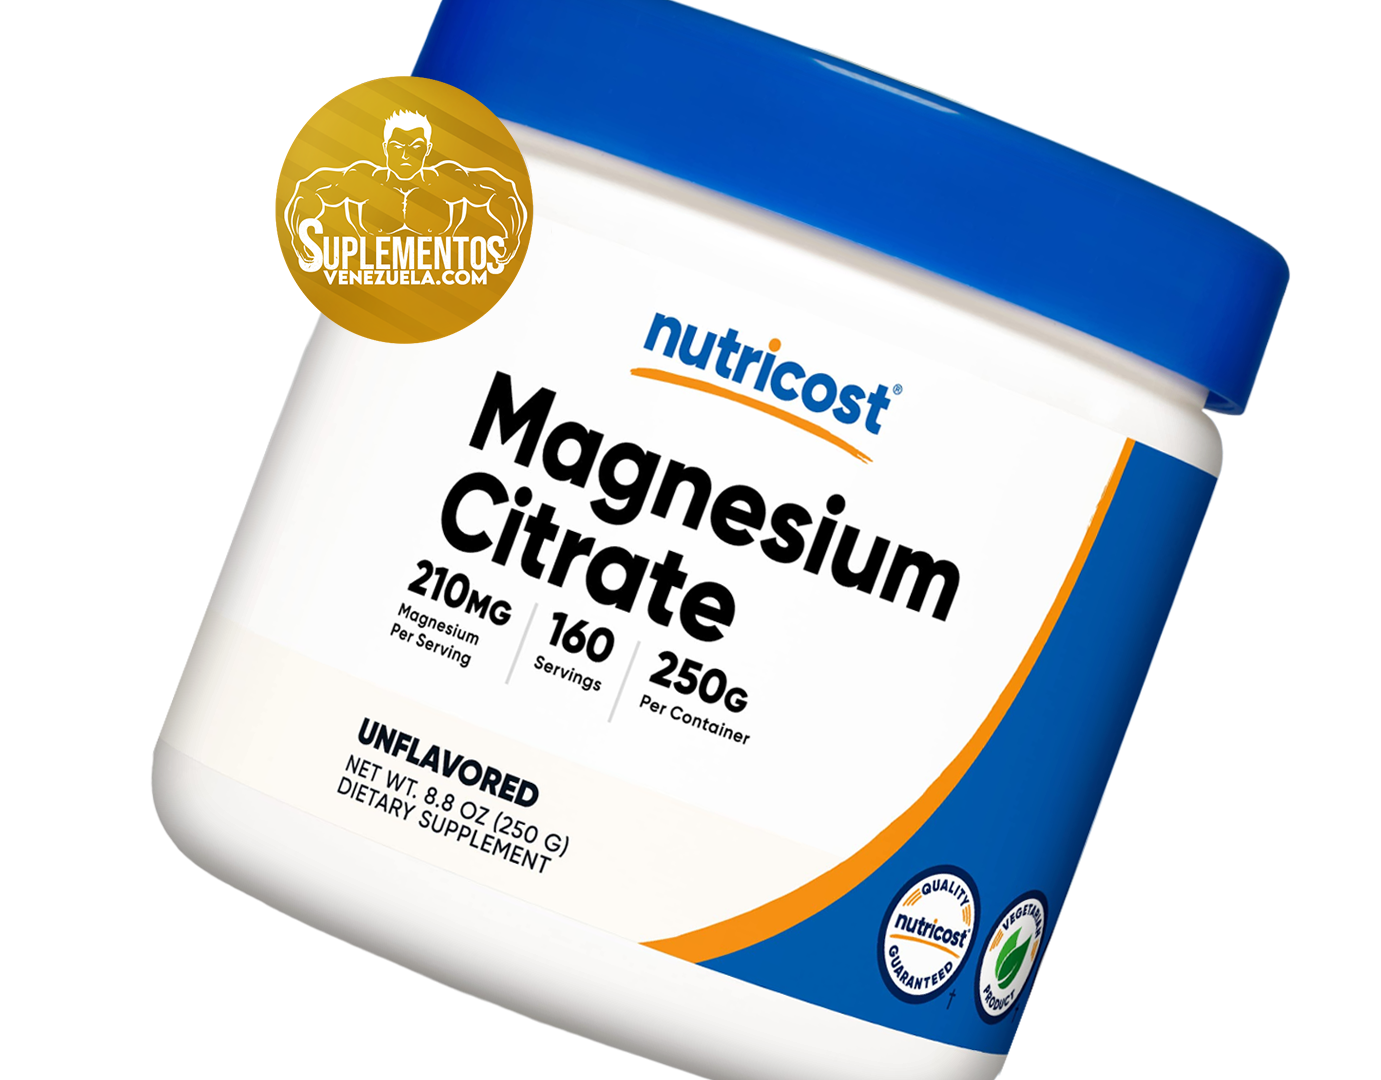 SUPLEMENTOS
VENEZUELA.COM
nutricost®
Magnesium
Citrate
210MG
Magnesium
Per Serving
160
Servings
250G
Per Container
UNFLAVORED
NET WT. 8.8 OZ (250 G)
DIETARY SUPPLEMENT
QUALITY
nutricost
GUARANTEED
†
VEGETARIAN
PRODUCT